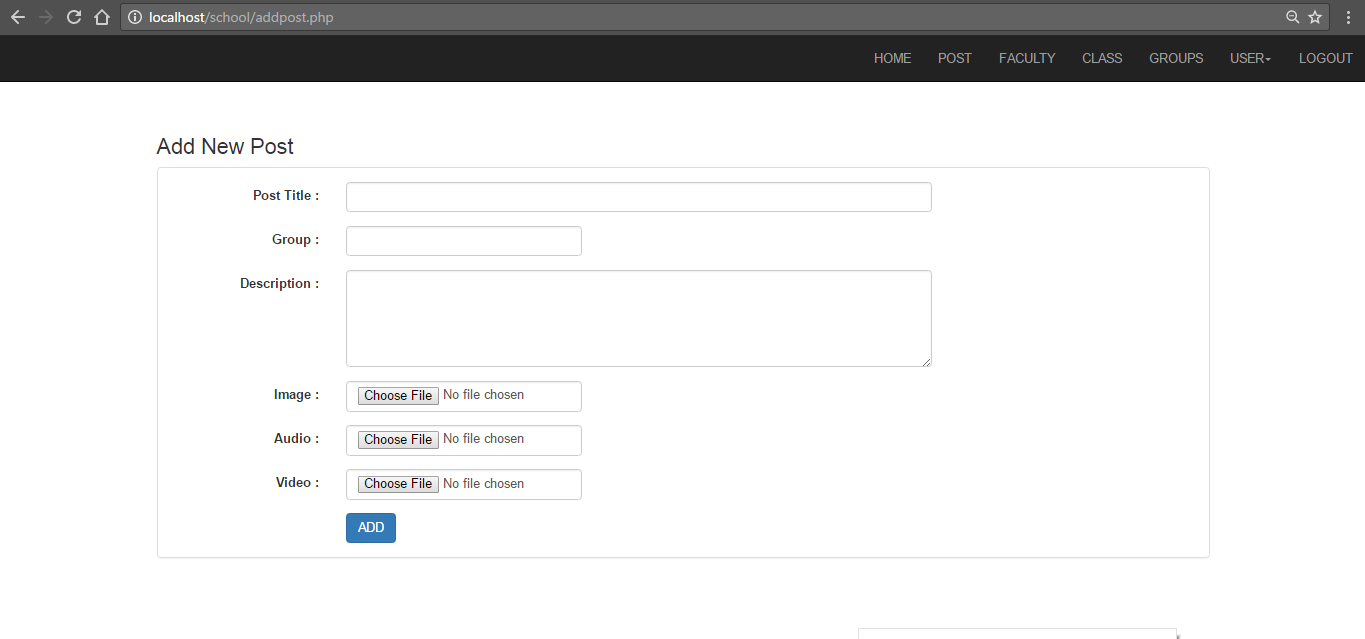 localhost/school/addpost.php
HOME POST FACULTY CLASS GROUPS USER LOGOUT
Add New Post
Post Title :
Group :
Description :
Image : Choose File No file chosen
Audio : Choose File No file chosen
Video : Choose File No file chosen
ADD